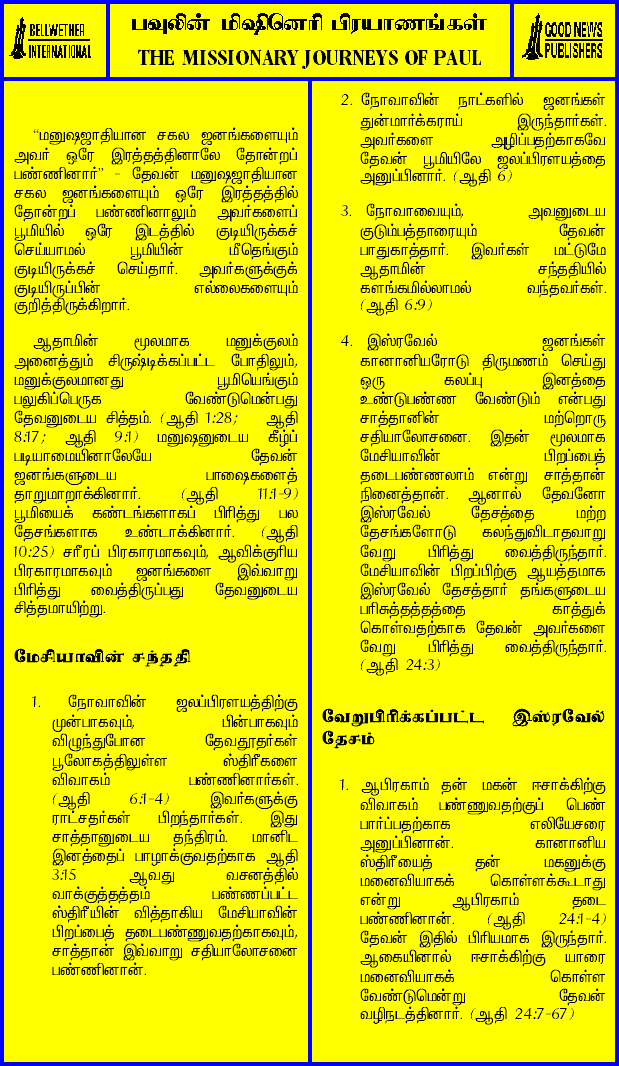 BELLWETHER
INTERNATIONAL
பவுலின் மிஷினெரி பிரயாணங்கள்
THE MISSIONARY JOURNEYS OF PAUL
GOOD NEWS
PUBLISHERS
“மனுஷஜாதியான சகல ஜனங்களையும்
அவர் ஒரே இரத்தத்தினாலே தோன்றப்
பண்ணினார்” - தேவன் மனுஷஜாதியான
சகல ஜனங்களையும் ஒரே இரத்தத்தில்
தோன்றப் பண்ணினாலும் அவர்களைப்
பூமியில் ஒரே இடத்தில் குடியிருக்கச்
செய்யாமல் பூமியின் மீதெங்கும்
குடியிருக்கச் செய்தார். அவர்களுக்குக்
குடியிருப்பின் எல்லைகளையும்
குறித்திருக்கிறார்.
ஆதாமின் மூலமாக மனுக்குலம்
அனைத்தும் சிருஷ்டிக்கப்பட்ட போதிலும்,
மனுக்குலமானது பூமியெங்கும்
பலுகிப்பெருக வேண்டுமென்பது
தேவனுடைய சித்தம். (ஆதி 1:28; ஆதி
8:17; ஆதி 9:1) மனுஷனுடைய கீழ்ப்
படியாமையினாலேயே தேவன்
ஜனங்களுடைய பாஷைகளைத்
தாறுமாறாக்கினார். (ஆதி 11:1-9)
பூமியைக் கண்டங்களாகப் பிரித்து பல
தேசங்களாக உண்டாக்கினார். (ஆதி
10:25) சரீரப் பிரகாரமாகவும், ஆவிக்குரிய
பிரகாரமாகவும் ஜனங்களை இவ்வாறு
பிரித்து வைத்திருப்பது தேவனுடைய
சித்தமாயிற்று.
மேசியாவின் சந்ததி
1. நோவாவின் ஜலப்பிரளயத்திற்கு
முன்பாகவும், பின்பாகவும்
விழுந்துபோன தேவதூதர்கள்
பூலோகத்திலுள்ள ஸ்திரீகளை
விவாகம் பண்ணினார்கள்.
(ஆதி 6:1-4) இவர்களுக்கு
ராட்சதர்கள் பிறந்தார்கள். இது
சாத்தானுடைய தந்திரம். மானிட
இனத்தைப் பாழாக்குவதற்காக ஆதி
3:15 ஆவது வசனத்தில்
வாக்குத்தத்தம் பண்ணப்பட்ட
ஸ்திரீயின் வித்தாகிய மேசியாவின்
பிறப்பைத் தடைபண்ணுவதற்காகவும்,
சாத்தான் இவ்வாறு சதியாலோசனை
பண்ணினான்.
2. நோவாவின் நாட்களில் ஜனங்கள்
துன்மார்க்கராய் இருந்தார்கள்.
அவர்களை அழிப்பதற்காகவே
தேவன் பூமியிலே ஜலப்பிரளயத்தை
அனுப்பினார். (ஆதி 6)
3. நோவாவையும், அவனுடைய
குடும்பத்தாரையும் தேவன்
பாதுகாத்தார். இவர்கள் மட்டுமே
ஆதாமின் சந்ததியில்
களங்கமில்லாமல் வந்தவர்கள்.
(ஆதி 6:9)
4. இஸ்ரவேல் ஜனங்கள்
கானானியரோடு திருமணம் செய்து
ஒரு கலப்பு இனத்தை
உண்டுபண்ண வேண்டும் என்பது
சாத்தானின் மற்றொரு
சதியாலோசனை. இதன் மூலமாக
மேசியாவின் பிறப்பைத்
தடைபண்ணலாம் என்று சாத்தான்
நினைத்தான். ஆனால் தேவனோ
இஸ்ரவேல் தேசத்தை மற்ற
தேசங்களோடு கலந்துவிடாதவாறு
வேறு பிரித்து வைத்திருந்தார்.
மேசியாவின் பிறப்பிற்கு ஆயத்தமாக
இஸ்ரவேல் தேசத்தார் தங்களுடைய
பரிசுத்தத்தத்தை காத்துக்
கொள்வதற்காக தேவன் அவர்களை
வேறு பிரித்து வைத்திருந்தார்.
(ஆதி 24:3)
வேறுபிரிக்கப்பட்ட இஸ்ரவேல்
தேசம்
1. ஆபிரகாம் தன் மகன் ஈசாக்கிற்கு
விவாகம் பண்ணுவதற்குப் பெண்
பார்ப்பதற்காக எலியேசரை
அனுப்பினான். கானானிய
ஸ்திரீயைத் தன் மகனுக்கு
மனைவியாகக் கொள்ளக்கூடாது
என்று ஆபிரகாம் தடை
பண்ணினான். (ஆதி 24:1-4)
தேவன் இதில் பிரியமாக இருந்தார்.
ஆகையினால் ஈசாக்கிற்கு யாரை
மனைவியாகக் கொள்ள
வேண்டுமென்று தேவன்
வழிநடத்தினார். (ஆதி 24:7-67)